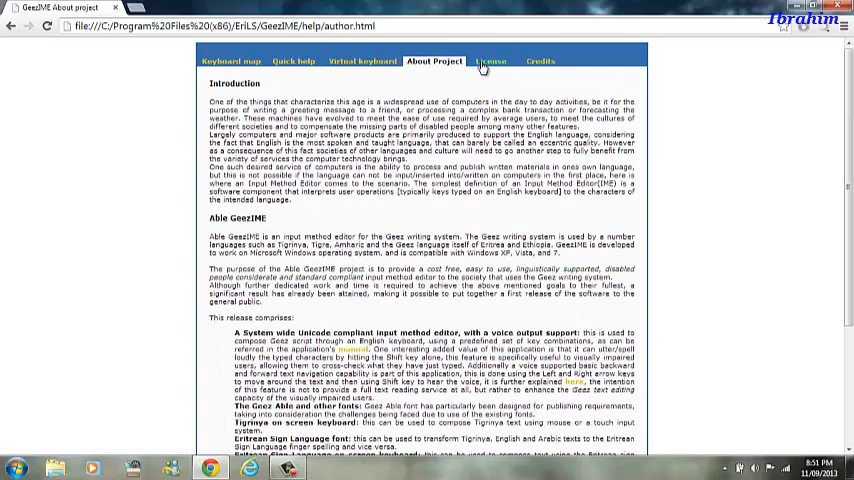 GeezIME About project
Ibrahim
file:///C:/Program%20Files%20(x86)/EriLS/GeezIME/help/author.html
Keyboard map Quick help Virtual keyboard About Project License Credits
Introduction
One of the things that characterize this age is a widespread use of computers in the day to day activities, be it for the
purpose of writing a greeting message to a friend, or processing a complex bank transaction or forecasting the
weather. These machines have evolved to meet the ease of use required by average users, to meet the cultures of
different societies and to compensate the missing parts of disabled people among many other features.
Largely computers and major software products are primarily produced to support the English language, considering
the fact that English is the most spoken and taught language, that can barely be called an eccentric quality. However
as a consequence of this fact societies of other languages and culture will need to go another step to fully benefit from
the variety of services the computer technology brings.
One such desired service of computers is the ability to process and publish written materials in ones own language,
but this is not possible if the language can not be input/inserted into/written on computers in the first place, here is
where an Input Method Editor comes to the scenario. The simplest definition of an Input Method Editor(IME) is a
software component that interprets user operations [typically keys typed on an English keyboard] to the characters of
the intended language.
Able GeezIME
Able GeezIME is an input method editor for the Geez writing system. The Geez writing system is used by a number
languages such as Tigrinya, Tigre, Amharic and the Geez language itself of Eritrea and Ethiopia. GeezIME is developed
to work on Microsoft Windows operating system, and is compatible with Windows XP, Vista, and 7.
The purpose of the Able GeezIME project is to provide a cost free, easy to use, linguistically supported, disabled
people considerate and standard compliant input method editor to the society that uses the Geez writing system.
Although further dedicated work and time is required to achieve the above mentioned goals to their fullest, a
significant result has already been attained, making it possible to put together a first release of the software to the
general public.
This release comprises:
A System wide Unicode compliant input method editor, with a voice output support: this is used to
compose Geez script through an English keyboard, using a predefined set of key combinations, as can be
referred in the application's manual. One interesting added value of this application is that it can utter/spell
loudly the typed characters by hitting the Shift key alone, this feature is specifically useful to visually impaired
users, allowing them to cross-check what they have just typed. Additionally a voice supported basic backward
and forward text navigation capability is part of this application, this is done using the Left and Right arrow keys
to move around the text and then using Shift key to hear the voice, it is further explained here, the intention
of this feature is not to provide a full text reading service at all, but rather to enhance the Geez text editing
capacity of the visually impaired users.
The Geez Able and other fonts: Geez Able font has particularly been designed for publishing requirements,
taking into consideration the challenges being faced due to use of the existing fonts.
Tigrinya on screen keyboard: this can be used to compose Tigrinya text using mouse or a touch input
system.
Eritrean Sign Language font: this can be used to transform Tigrinya, English and Arabic texts to the Eritrean
Sign Language finger spelling and vice versa.
8:51 PM
11/09/2013